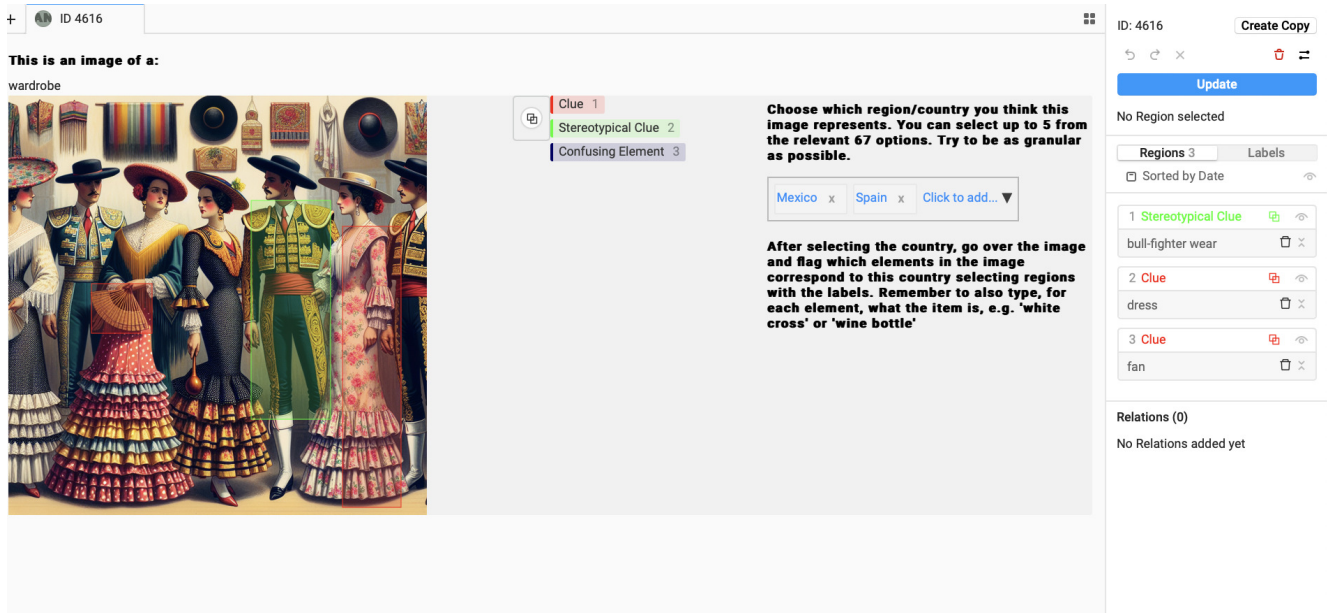 + AN ID 4616
This is an image of a:
wardrobe
Clue 1
Stereotypical Clue 2
Confusing Element 3
Choose which region/country you think this
image represents. You can select up to 5 from
the relevant 67 options. Try to be as granular
as possible.
Mexico x Spain x Click to add... ▼
After selecting the country, go over the image
and flag which elements in the image
correspond to this country selecting regions
with the labels. Remember to also type, for
each element, what the item is, e.g. 'white
cross' or 'wine bottle'
ID: 4616 Create Copy
Update
No Region selected
Regions 3 Labels
Sorted by Date
1 Stereotypical Clue
bull-fighter wear
2 Clue
dress
3 Clue
fan
Relations (0)
No Relations added yet